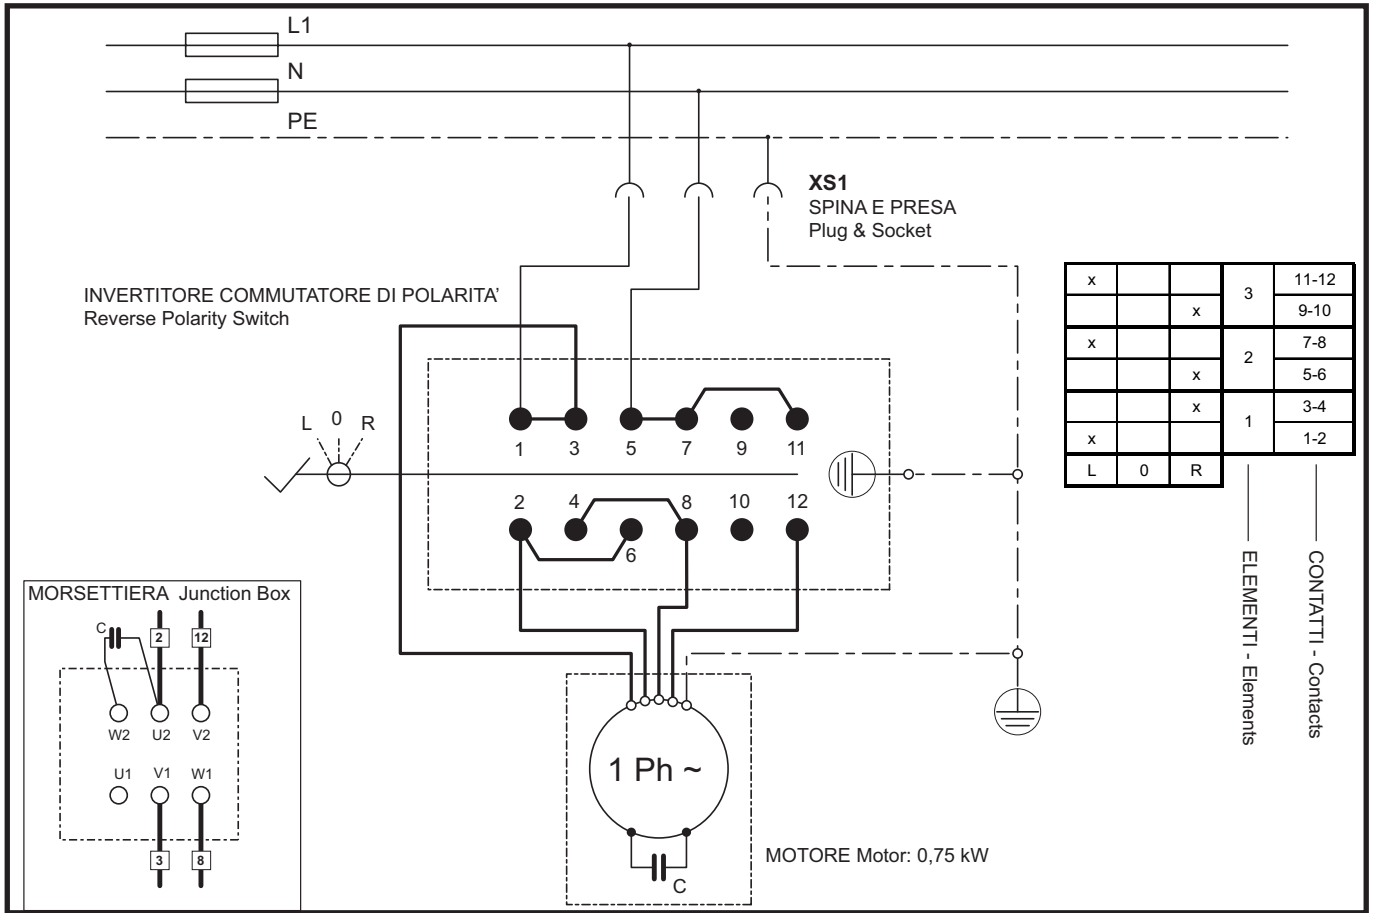 L1
N
PE
XS1
SPINA E PRESA
Plug & Socket
INVERTITORE COMMUTATORE DI POLARITA'
Reverse Polarity Switch
L 0 R
1 3 5 7 9 11
2 4 6 8 10 12
x 3 11-12
x 9-10
x 2 7-8
x 5-6
x 1 3-4
x 1-2
L 0 R
ELEMENTI - Elements
CONTATTI - Contacts
MORSETTIERA Junction Box
C 2 12
W2 U2 V2
U1 V1 W1
3 8
1 Ph ~
C
MOTORE Motor: 0,75 kW